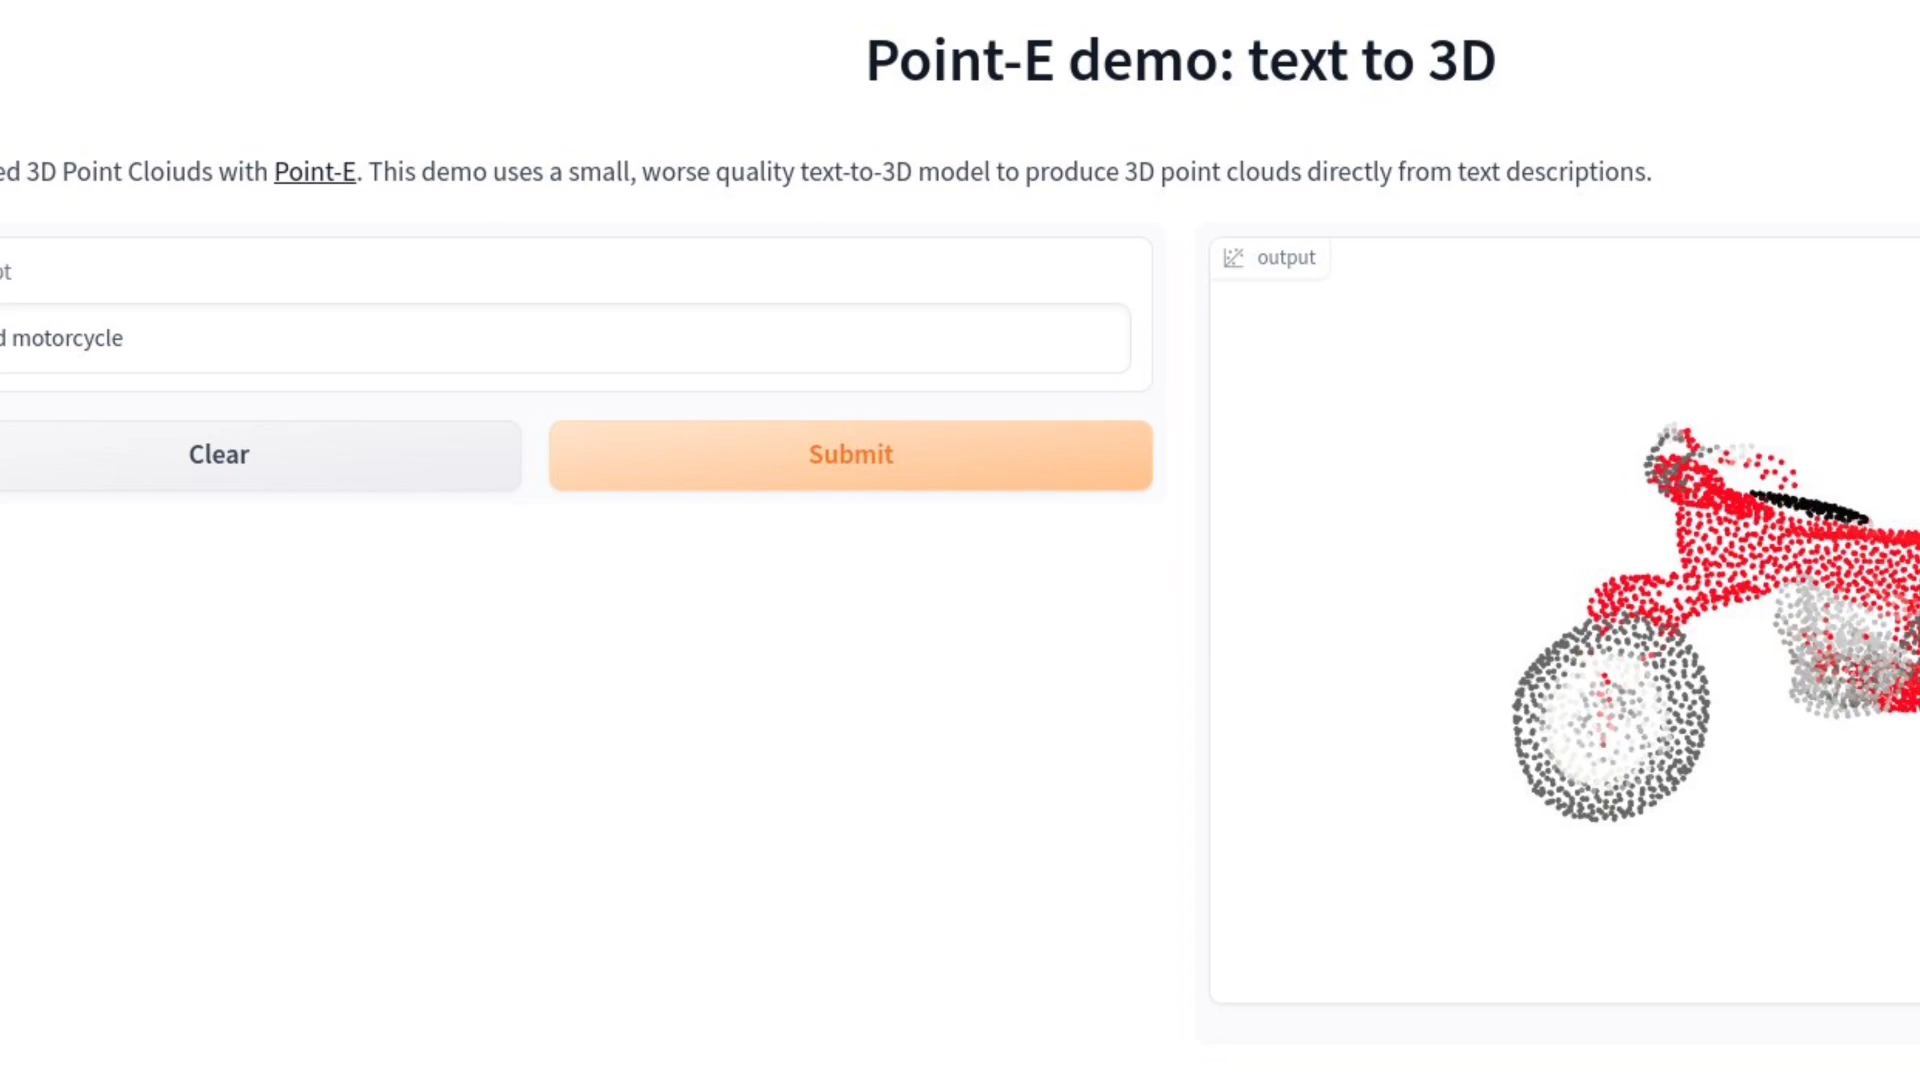 Point-E demo: text to 3D
ed 3D Point Cloiuds with Point-E. This demo uses a small, worse quality text-to-3D model to produce 3D point clouds directly from text descriptions.
output
motorcycle
Clear
Submit